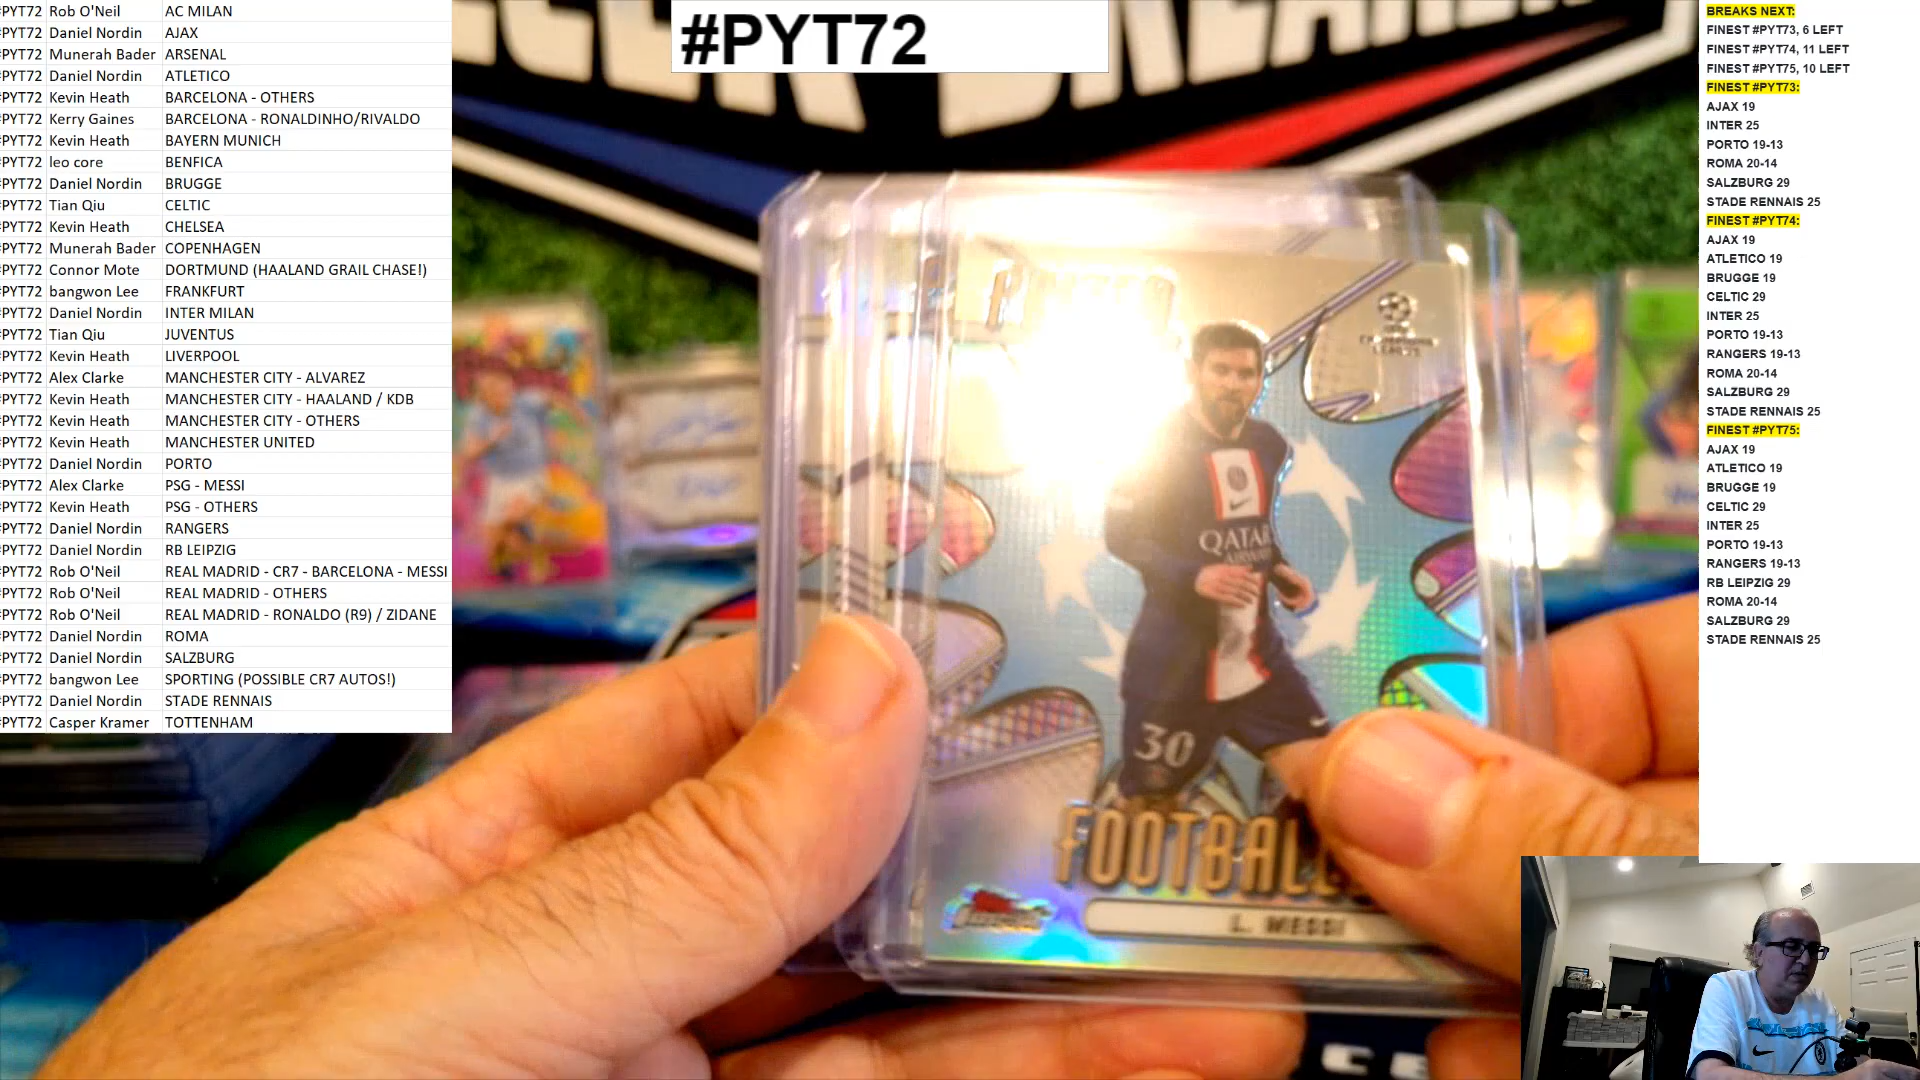 #PYT72 Rob O'Neil AC MILAN
#PYT72 Daniel Nordin AJAX
#PYT72 Munerah Bader ARSENAL
#PYT72 Daniel Nordin ATLETICO
#PYT72 Kevin Heath BARCELONA - OTHERS
#PYT72 Kerry Gaines BARCELONA - RONALDINHO/RIVALDO
#PYT72 Kevin Heath BAYERN MUNICH
#PYT72 leo core BENFICA
#PYT72 Daniel Nordin BRUGGE
#PYT72 Tian Qiu CELTIC
#PYT72 Kevin Heath CHELSEA
#PYT72 Munerah Bader COPENHAGEN
#PYT72 Connor Mote DORTMUND (HAALAND GRAIL CHASE!)
#PYT72 bangwon Lee FRANKFURT
#PYT72 Daniel Nordin INTER MILAN
#PYT72 Tian Qiu JUVENTUS
#PYT72 Kevin Heath LIVERPOOL
#PYT72 Alex Clarke MANCHESTER CITY - ALVAREZ
#PYT72 Kevin Heath MANCHESTER CITY - HAALAND / KDB
#PYT72 Kevin Heath MANCHESTER CITY - OTHERS
#PYT72 Kevin Heath MANCHESTER UNITED
#PYT72 Daniel Nordin PORTO
#PYT72 Alex Clarke PSG - MESSI
#PYT72 Kevin Heath PSG - OTHERS
#PYT72 Daniel Nordin RANGERS
#PYT72 Daniel Nordin RB LEIPZIG
#PYT72 Rob O'Neil REAL MADRID - CR7 - BARCELONA - MESSI
#PYT72 Rob O'Neil REAL MADRID - OTHERS
#PYT72 Rob O'Neil REAL MADRID - RONALDO (R9) / ZIDANE
#PYT72 Daniel Nordin ROMA
#PYT72 Daniel Nordin SALZBURG
#PYT72 bangwon Lee SPORTING (POSSIBLE CR7 AUTOS!)
#PYT72 Daniel Nordin STADE RENNAIS
#PYT72 Casper Kramer TOTTENHAM
#PYT72
QATAR
30
L. MESSI
BREAKS NEXT:
FINEST #PYT73, 6 LEFT
FINEST #PYT74, 11 LEFT
FINEST #PYT75, 10 LEFT
FINEST #PYT73:
AJAX 19
INTER 25
PORTO 19-13
ROMA 20-14
SALZBURG 29
STADE RENNAIS 25
FINEST #PYT74:
AJAX 19
ATLETICO 19
BRUGGE 19
CELTIC 29
INTER 25
PORTO 19-13
RANGERS 19-13
ROMA 20-14
SALZBURG 29
STADE RENNAIS 25
FINEST #PYT75:
AJAX 19
ATLETICO 19
BRUGGE 19
CELTIC 29
INTER 25
PORTO 19-13
RANGERS 19-13
RB LEIPZIG 29
ROMA 20-14
SALZBURG 29
STADE RENNAIS 25